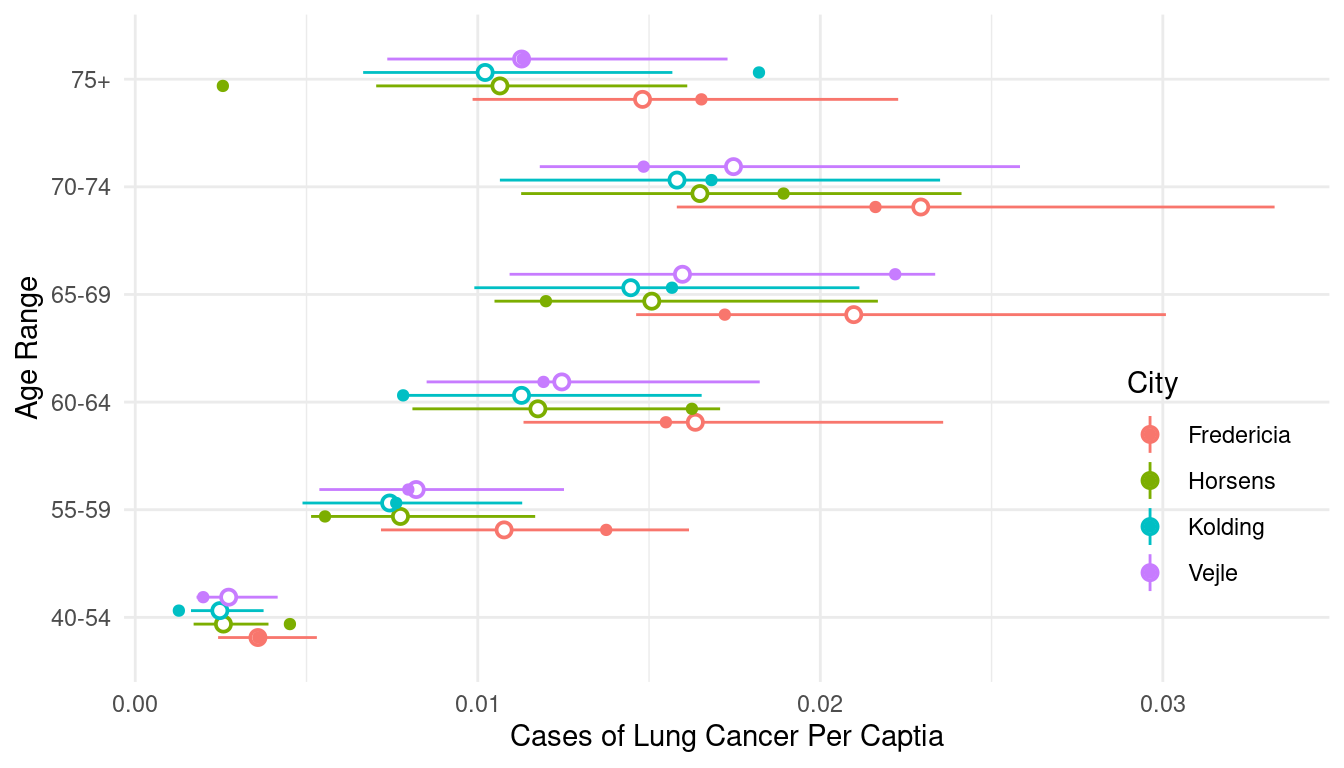 75+
70-74
65-69
60-64
55-59
40-54
Age Range
0.00
0.01
0.02
0.03
Cases of Lung Cancer Per Captia
City
Fredericia
Horsens
Kolding
Vejle